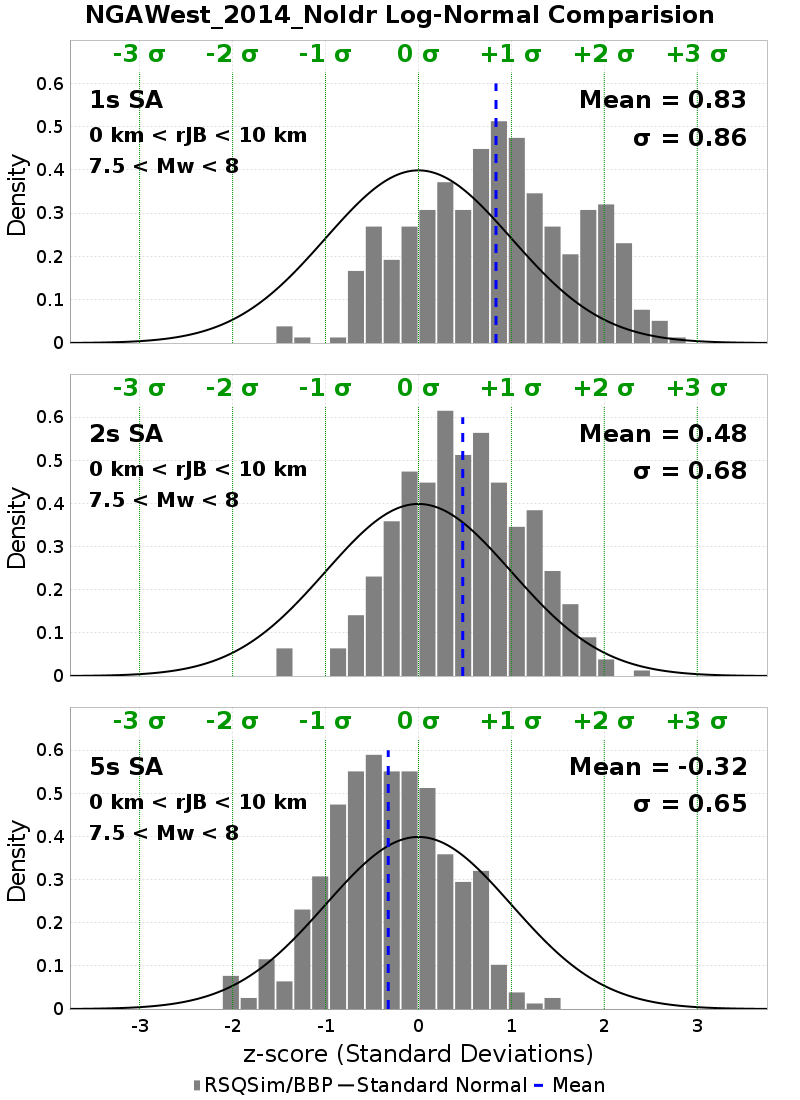 NGAWest_2014_NoIdr Log-Normal Comparision
-3 σ -2 σ -1 σ 0 σ +1 σ +2 σ +3 σ
0.6
1s SA Mean = 0.83
0.5
0 km < rJB < 10 km σ = 0.86
7.5 < Mw < 8
0.4
0.3
0.2
0.1
0
Density
-3 σ -2 σ -1 σ 0 σ +1 σ +2 σ +3 σ
0.6
2s SA Mean = 0.48
0.5
0 km < rJB < 10 km σ = 0.68
7.5 < Mw < 8
0.4
0.3
0.2
0.1
0
Density
-3 σ -2 σ -1 σ 0 σ +1 σ +2 σ +3 σ
0.6
5s SA Mean = -0.32
0.5
0 km < rJB < 10 km σ = 0.65
7.5 < Mw < 8
0.4
0.3
0.2
0.1
0
Density
-3 -2 -1 0 1 2 3
z-score (Standard Deviations)
RSQSim/BBP Standard Normal Mean